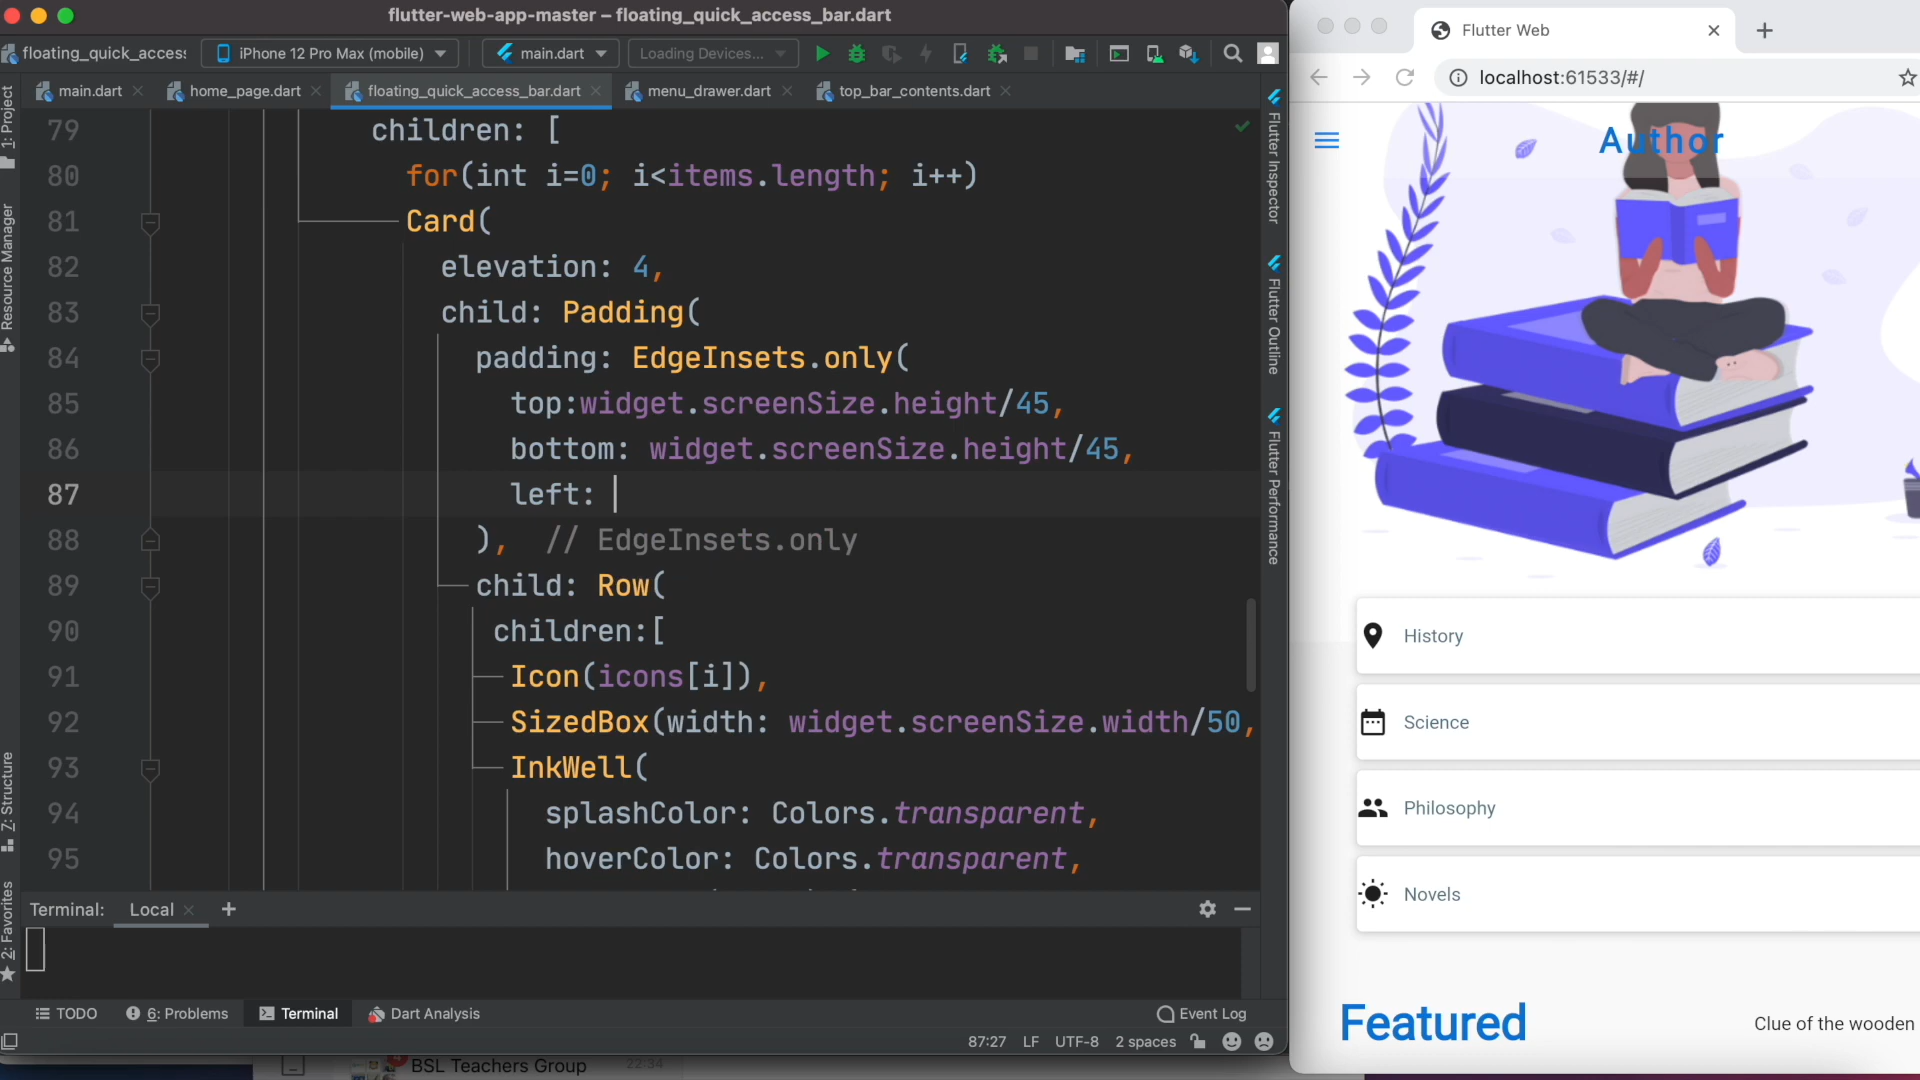 flutter-web-app-master – floating_quick_access_bar.dart
floating_quick_access
iPhone 12 Pro Max (mobile)
main.dart
Loading Devices...
main.dart
home_page.dart
floating_quick_access_bar.dart
menu_drawer.dart
top_bar_contents.dart
1: Project
Resource Manager
7: Structure
2: Favorites
79 children: [
80 for(int i=0; i<items.length; i++)
81 Card(
82 elevation: 4,
83 child: Padding(
84 padding: EdgeInsets.only(
85 top:widget.screenSize.height/45,
86 bottom: widget.screenSize.height/45,
87 left:
88 ), // EdgeInsets.only
89 child: Row(
90 children:[
91 Icon(icons[i]),
92 SizedBox(width: widget.screenSize.width/50,
93 InkWell(
94 splashColor: Colors.transparent,
95 hoverColor: Colors.transparent,
Flutter Inspector
Flutter Outline
Flutter Performance
Terminal:
Local
TODO
6: Problems
Terminal
Dart Analysis
Event Log
87:27
LF
UTF-8
2 spaces
BSL Teachers Group
22:34
Flutter Web
localhost:61533/#/
Author
History
Science
Philosophy
Novels
Featured
Clue of the wooden